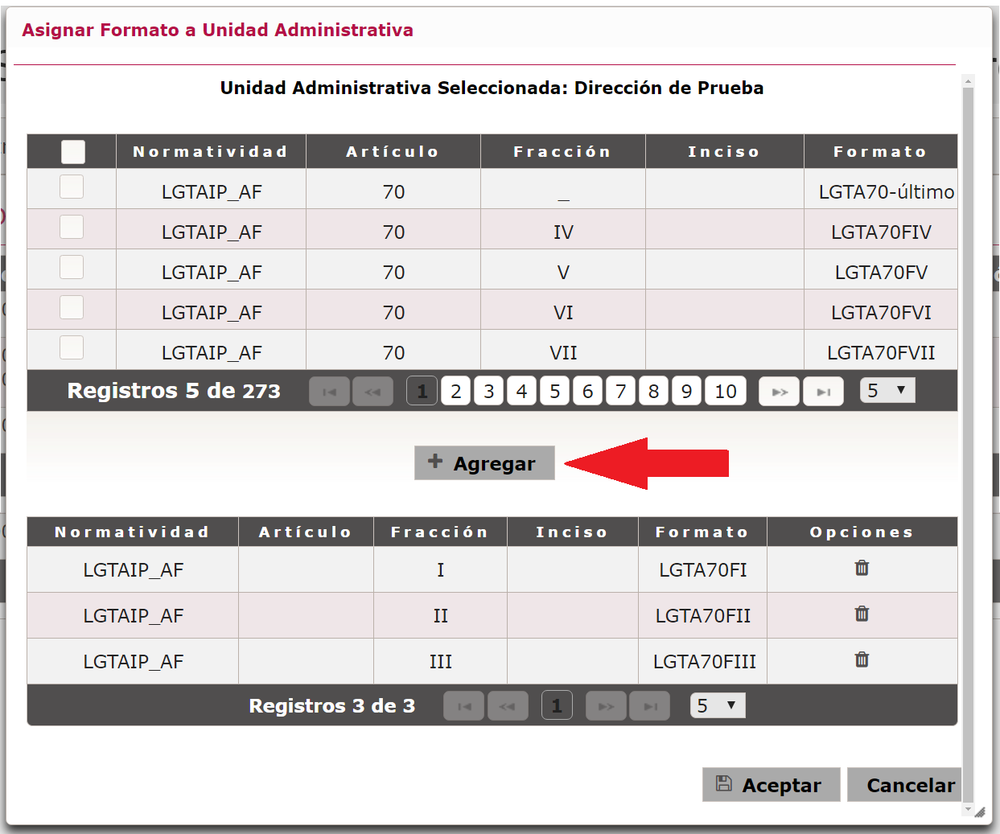 Asignar Formato a Unidad Administrativa
Unidad Administrativa Seleccionada: Dirección de Prueba
Normatividad Artículo Fracción Inciso Formato
LGTAIP_AF 70 _ LGTA70-último
LGTAIP_AF 70 IV LGTA70FIV
LGTAIP_AF 70 V LGTA70FV
LGTAIP_AF 70 VI LGTA70FVI
LGTAIP_AF 70 VII LGTA70FVII
Registros 5 de 273 1 2 3 4 5 6 7 8 9 10 5
Agregar
Normatividad Artículo Fracción Inciso Formato Opciones
LGTAIP_AF I LGTA70FI
LGTAIP_AF II LGTA70FII
LGTAIP_AF III LGTA70FIII
Registros 3 de 3 1 5
Aceptar Cancelar